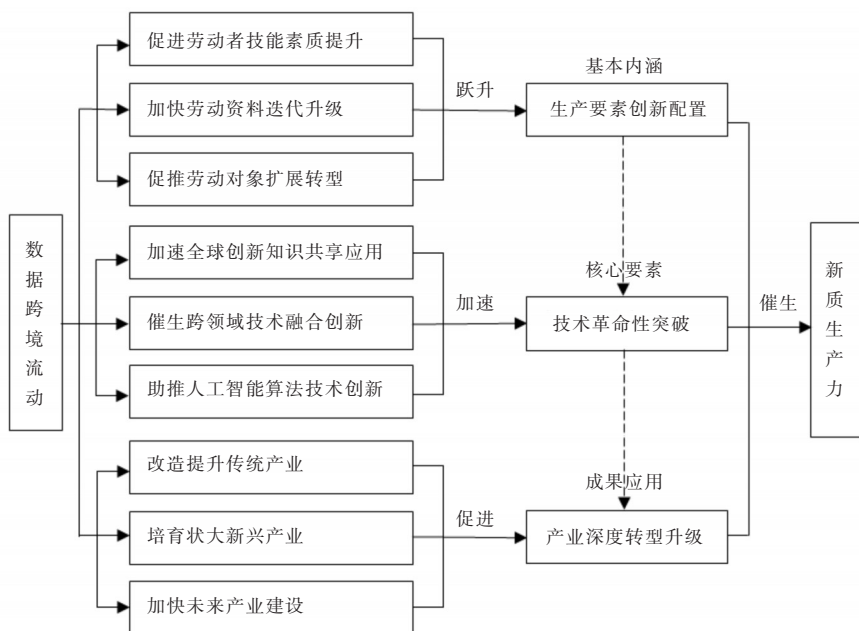 数据跨境流动
促进劳动者技能素质提升
加快劳动资料迭代升级
促推劳动对象扩展转型
跃升
基本内涵
生产要素创新配置
加速全球创新知识共享应用
催生跨领域技术融合创新
助推人工智能算法技术创新
加速
核心要素
技术革命性突破
改造提升传统产业
培育状大新兴产业
加快未来产业建设
促进
成果应用
产业深度转型升级
催生
新质生产力